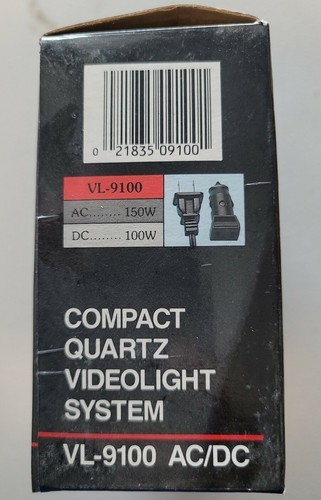 0 21835 09100
VL-9100
AC........ 150W
DC........ 100W
COMPACT
QUARTZ
VIDEOLIGHT
SYSTEM
VL-9100 AC/DC